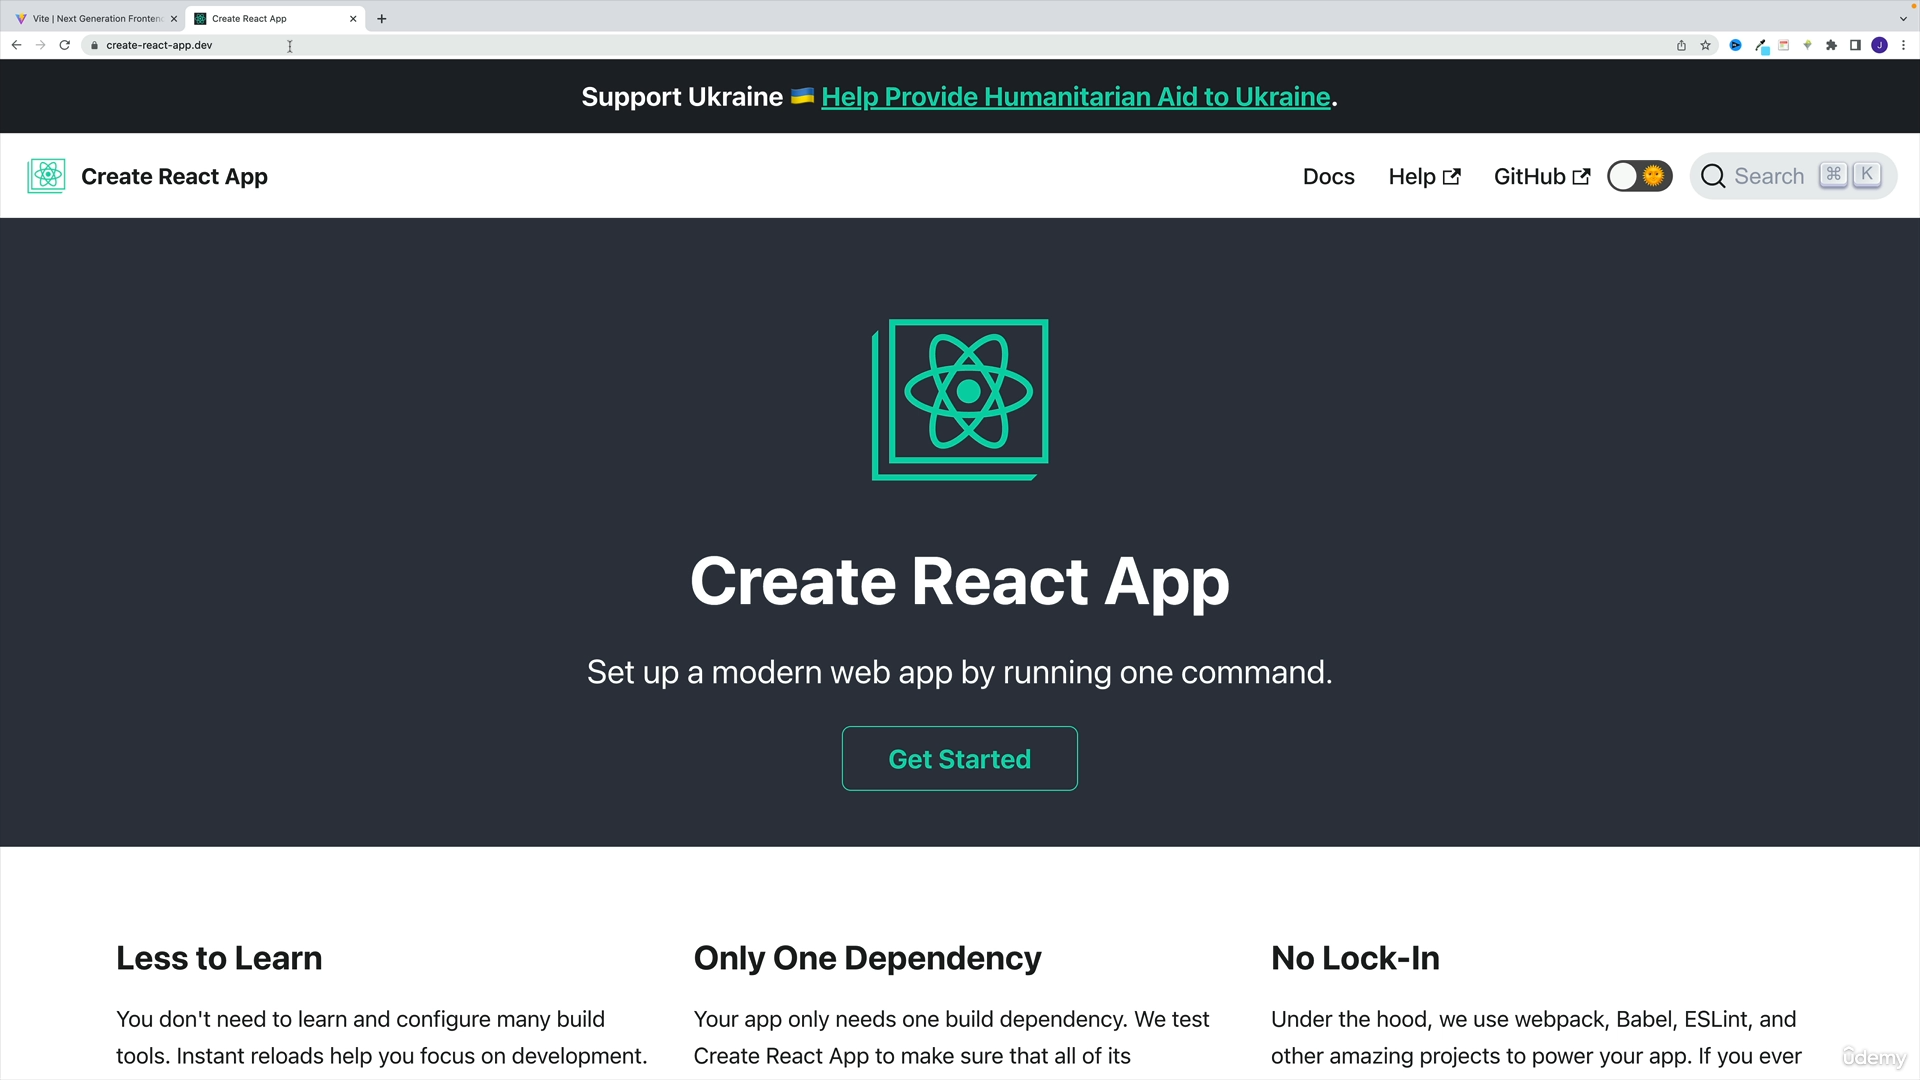 Vite | Next Generation Fronten
Create React App
create-react-app.dev
J
Support Ukraine 🇺🇦 Help Provide Humanitarian Aid to Ukraine.
Create React App
Docs
Help
GitHub
Search
⌘ K
Create React App
Set up a modern web app by running one command.
Get Started
Less to Learn
You don't need to learn and configure many build
tools. Instant reloads help you focus on development.
Only One Dependency
Your app only needs one build dependency. We test
Create React App to make sure that all of its
No Lock-In
Under the hood, we use webpack, Babel, ESLint, and
other amazing projects to power your app. If you ever
ûdemy